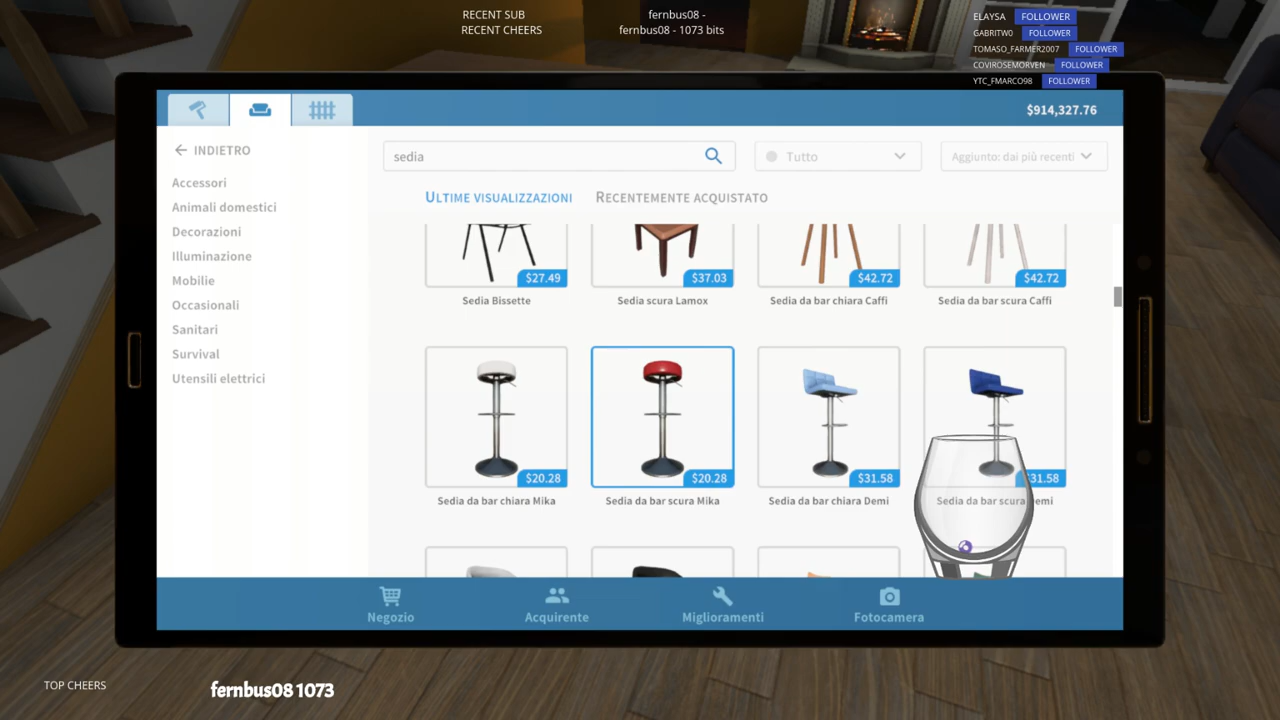 RECENT SUB
fernbus08 -
RECENT CHEERS
fernbus08 - 1073 bits
ELAYSA FOLLOWER
GABRITW0 FOLLOWER
TOMASO_FARMER2007 FOLLOWER
COVIROSEMORVEN FOLLOWER
YTC_FMARCO98 FOLLOWER
$914,327.76
INDIETRO
Accessori
Animali domestici
Decorazioni
Illuminazione
Mobilie
Occasionali
Sanitari
Survival
Utensili elettrici
sedia
Tutto
Aggiunto: dai più recenti
ULTIME VISUALIZZAZIONI
RECENTEMENTE ACQUISTATO
$27.49
$37.03
$42.72
$42.72
Sedia Bissette
Sedia scura Lamox
Sedia da bar chiara Caffi
Sedia da bar scura Caffi
$20.28
$20.28
$31.58
$31.58
Sedia da bar chiara Mika
Sedia da bar scura Mika
Sedia da bar chiara Demi
Sedia da bar scura Demi
Negozio
Acquirente
Miglioramenti
Fotocamera
TOP CHEERS
fernbus08 1073